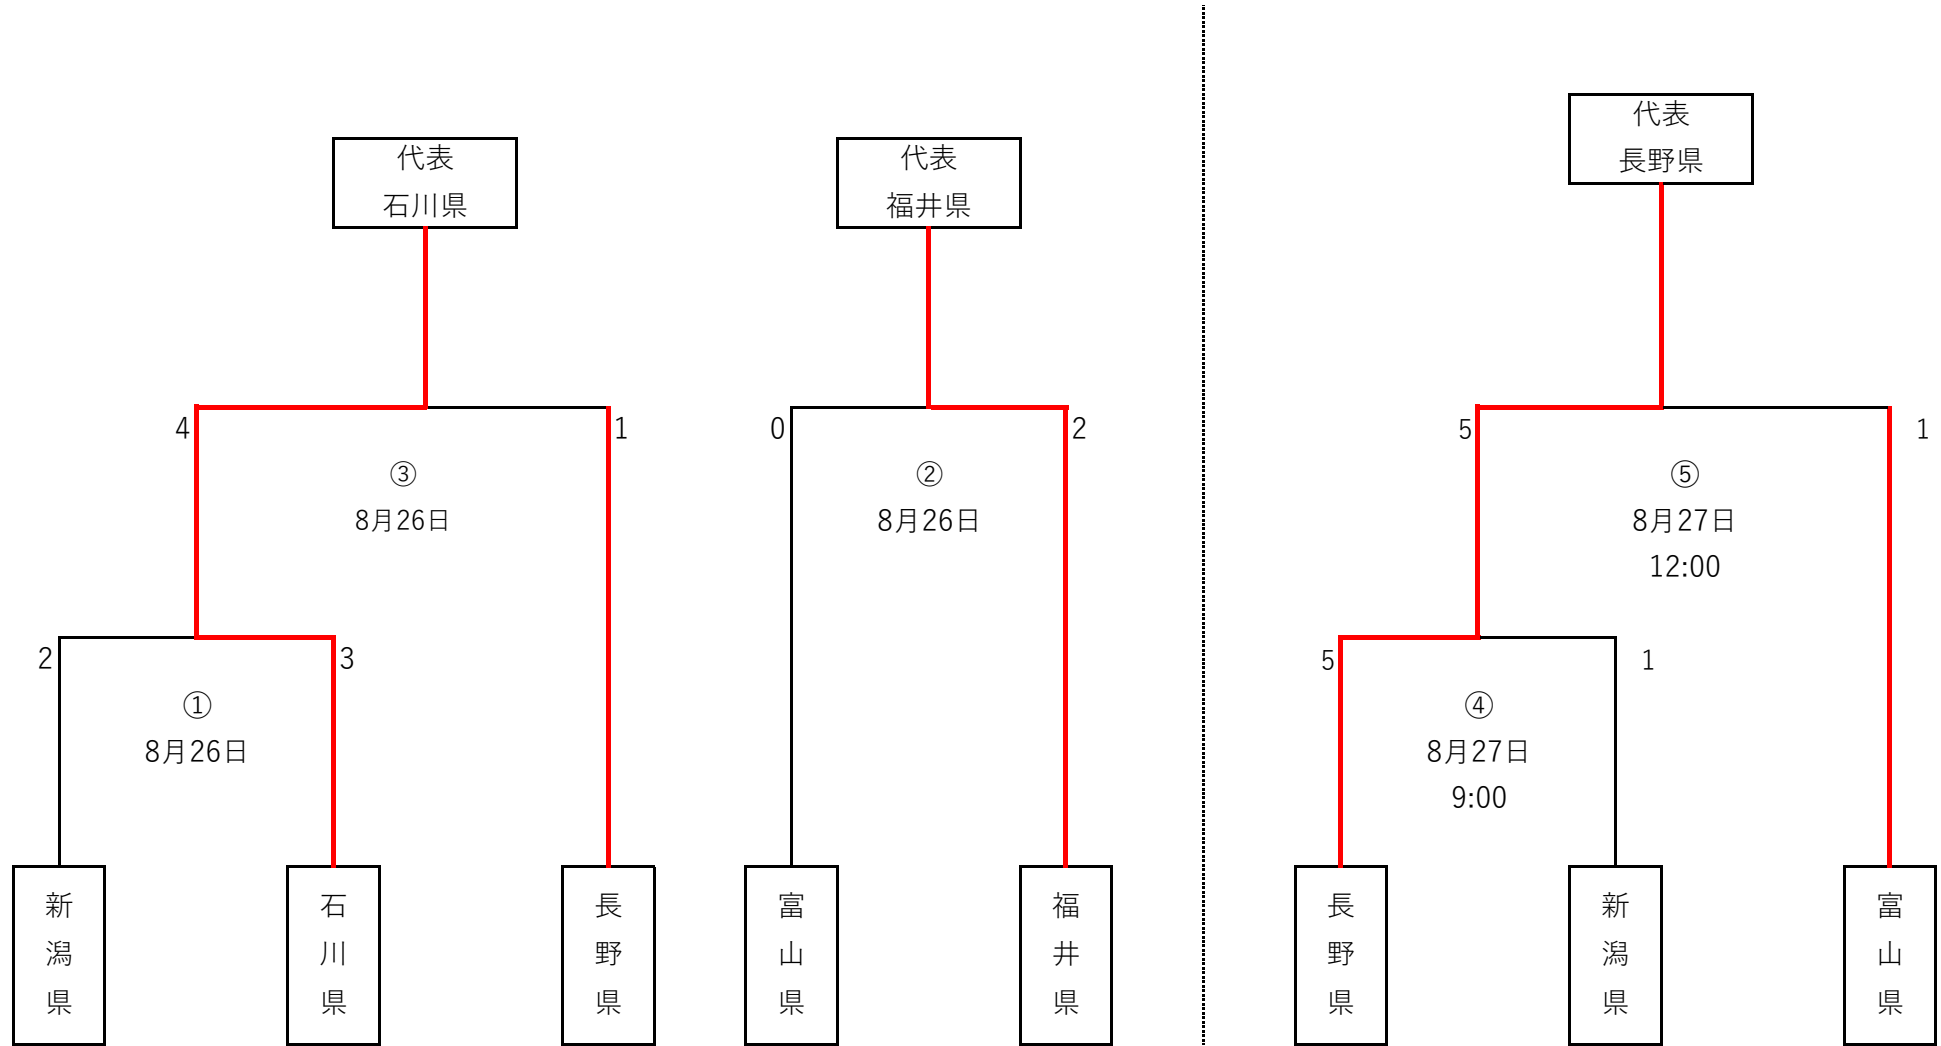 代表
石川県
代表
福井県
4
1
③
8月26日
0
2
②
8月26日
2
3
①
8月26日
新潟県
石川県
長野県
富山県
福井県
代表
長野県
5
1
⑤
8月27日
12:00
5
1
④
8月27日
9:00
長野県
新潟県
富山県